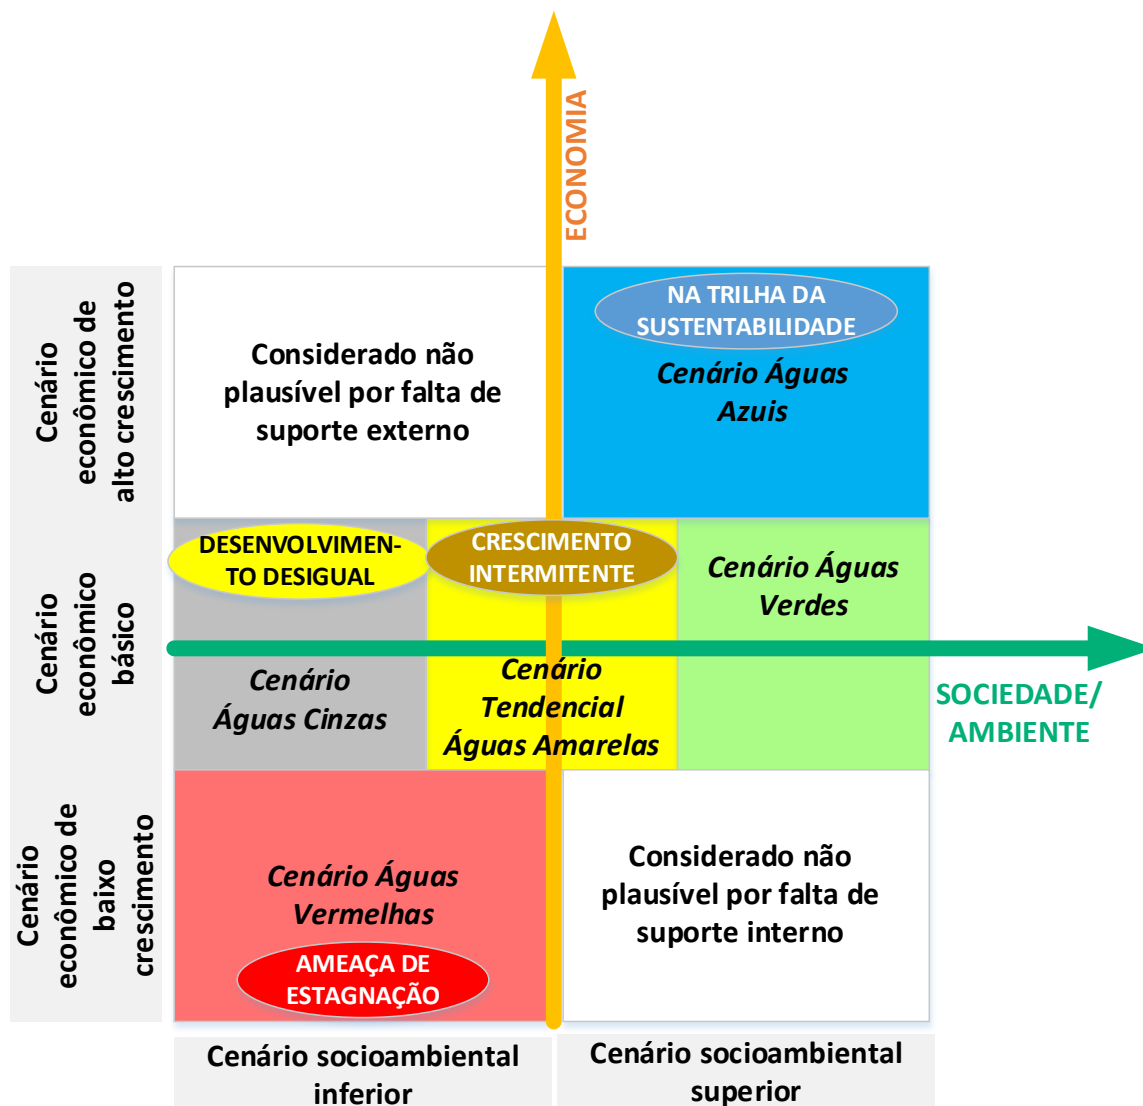 ECONOMIA
Cenário
econômico de
alto crescimento
Considerado não
plausível por falta de
suporte externo
NA TRILHA DA
SUSTENTABILIDADE
Cenário Águas
Azuis
Cenário
econômico
básico
DESENVOLVIMEN-
TO DESIGUAL
Cenário
Águas Cinzas
CRESCIMENTO
INTERMITENTE
Cenário
Tendencial
Águas Amarelas
Cenário Águas
Verdes
SOCIEDADE/
AMBIENTE
Cenário
econômico de
baixo
crescimento
Cenário Águas
Vermelhas
AMEAÇA DE
ESTAGNAÇÃO
Considerado não
plausível por falta de
suporte interno
Cenário socioambiental
inferior
Cenário socioambiental
superior